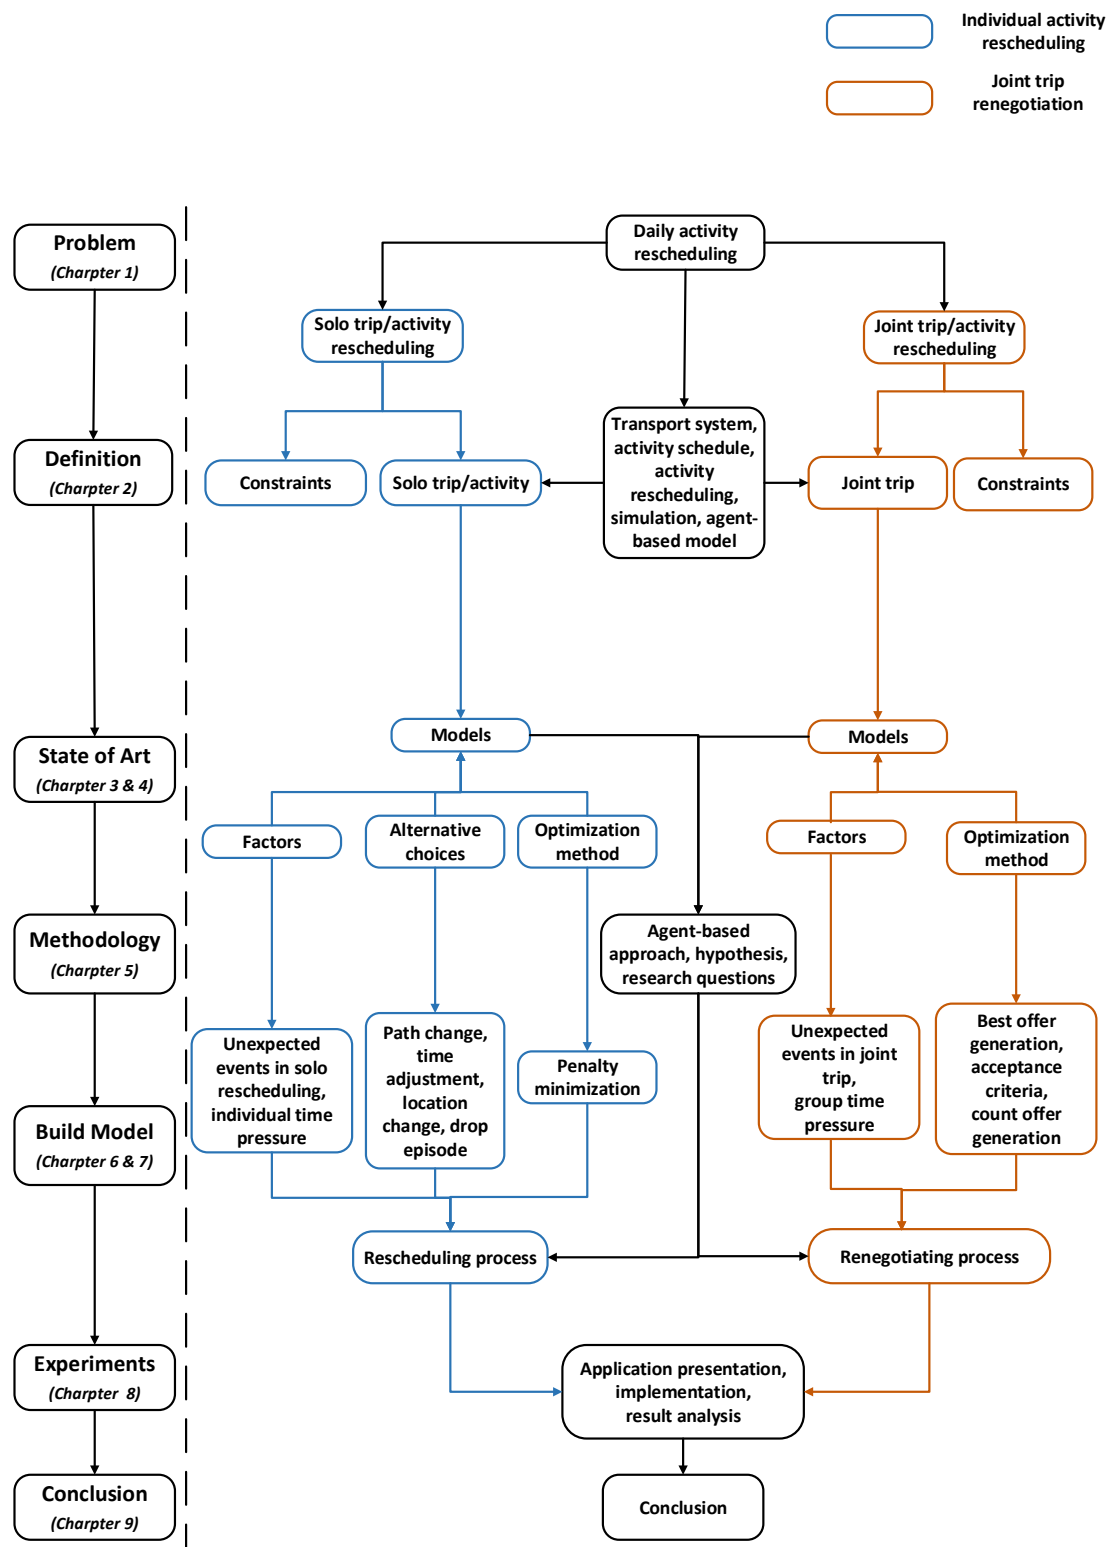 Individual activity
rescheduling
Joint trip
renegotiation
Problem
(Charpter 1)
Daily activity
rescheduling
Solo trip/activity
rescheduling
Joint trip/activity
rescheduling
Definition
(Charpter 2)
Constraints
Solo trip/activity
Transport system,
activity schedule,
activity
rescheduling,
simulation, agent-
based model
Joint trip
Constraints
State of Art
(Charpter 3 & 4)
Models
Models
Factors
Alternative
choices
Optimization
method
Factors
Optimization
method
Methodology
(Charpter 5)
Agent-based
approach, hypothesis,
research questions
Unexpected
events in solo
rescheduling,
individual time
pressure
Path change,
time
adjustment,
location
change, drop
episode
Penalty
minimization
Unexpected
events in joint
trip,
group time
pressure
Best offer
generation,
acceptance
criteria,
count offer
generation
Build Model
(Charpter 6 & 7)
Rescheduling process
Renegotiating process
Experiments
(Charpter  8)
Application presentation,
implementation,
result analysis
Conclusion
(Charpter 9)
Conclusion